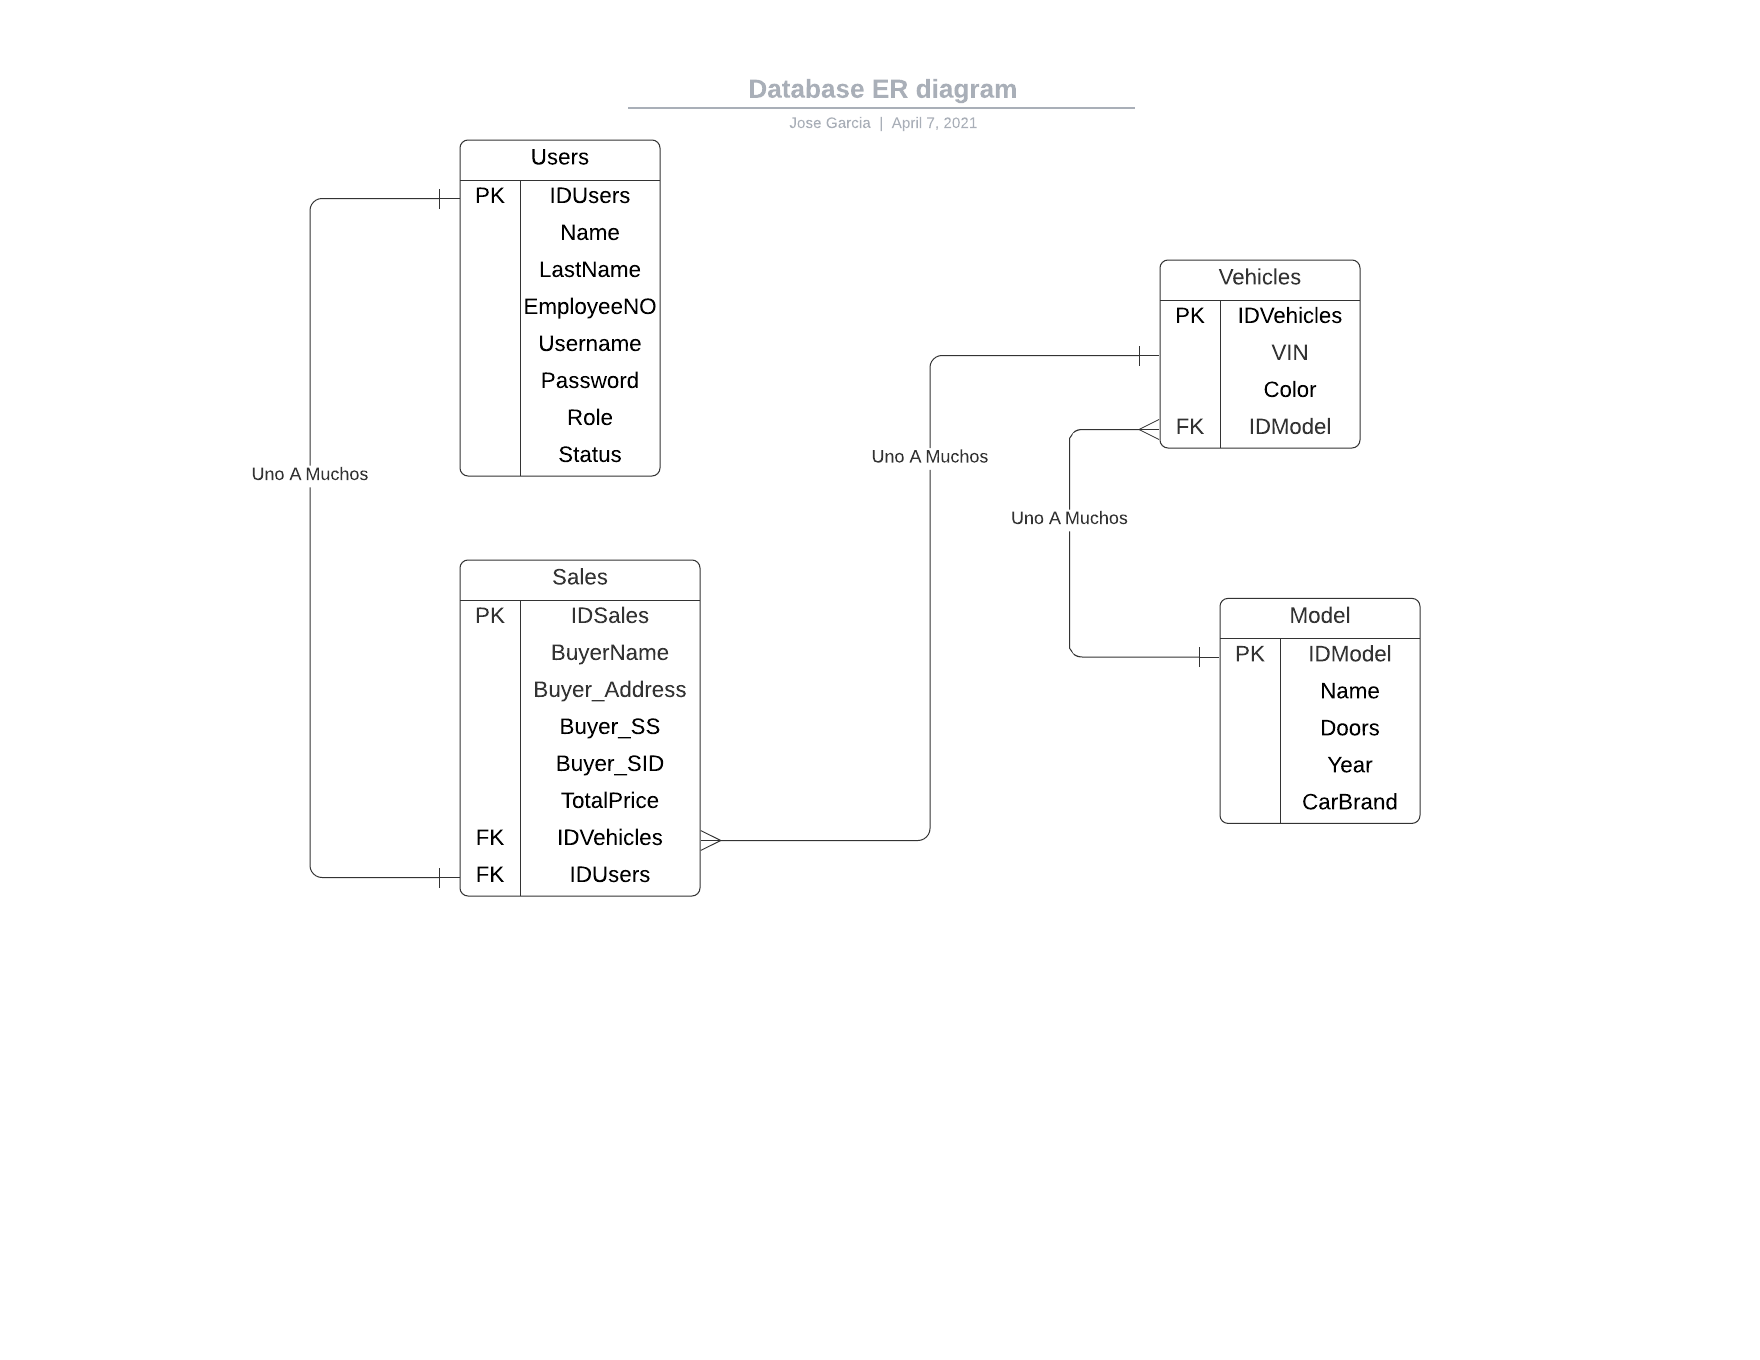 Database ER diagram
Jose Garcia | April 7, 2021
Users
PK IDUsers
Name
LastName
EmployeeNO
Username
Password
Role
Status
Uno A Muchos
Sales
PK IDSales
BuyerName
Buyer_Address
Buyer_SS
Buyer_SID
TotalPrice
FK IDVehicles
FK IDUsers
Uno A Muchos
Vehicles
PK IDVehicles
VIN
Color
FK IDModel
Uno A Muchos
Model
PK IDModel
Name
Doors
Year
CarBrand